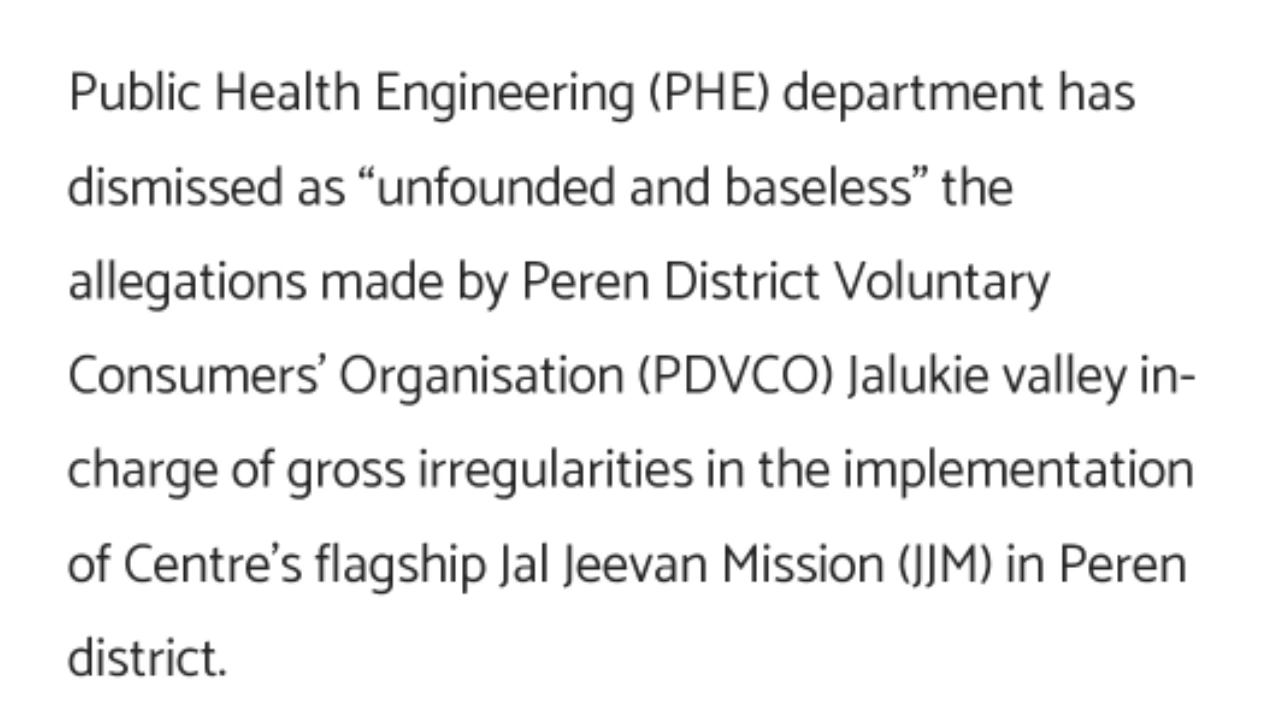 Public Health Engineering (PHE) department has
dismissed as “unfounded and baseless” the
allegations made by Peren District Voluntary
Consumers’ Organisation (PDVCO) Jalukie valley in-
charge of gross irregularities in the implementation
of Centre’s flagship Jal Jeevan Mission (JJM) in Peren
district.